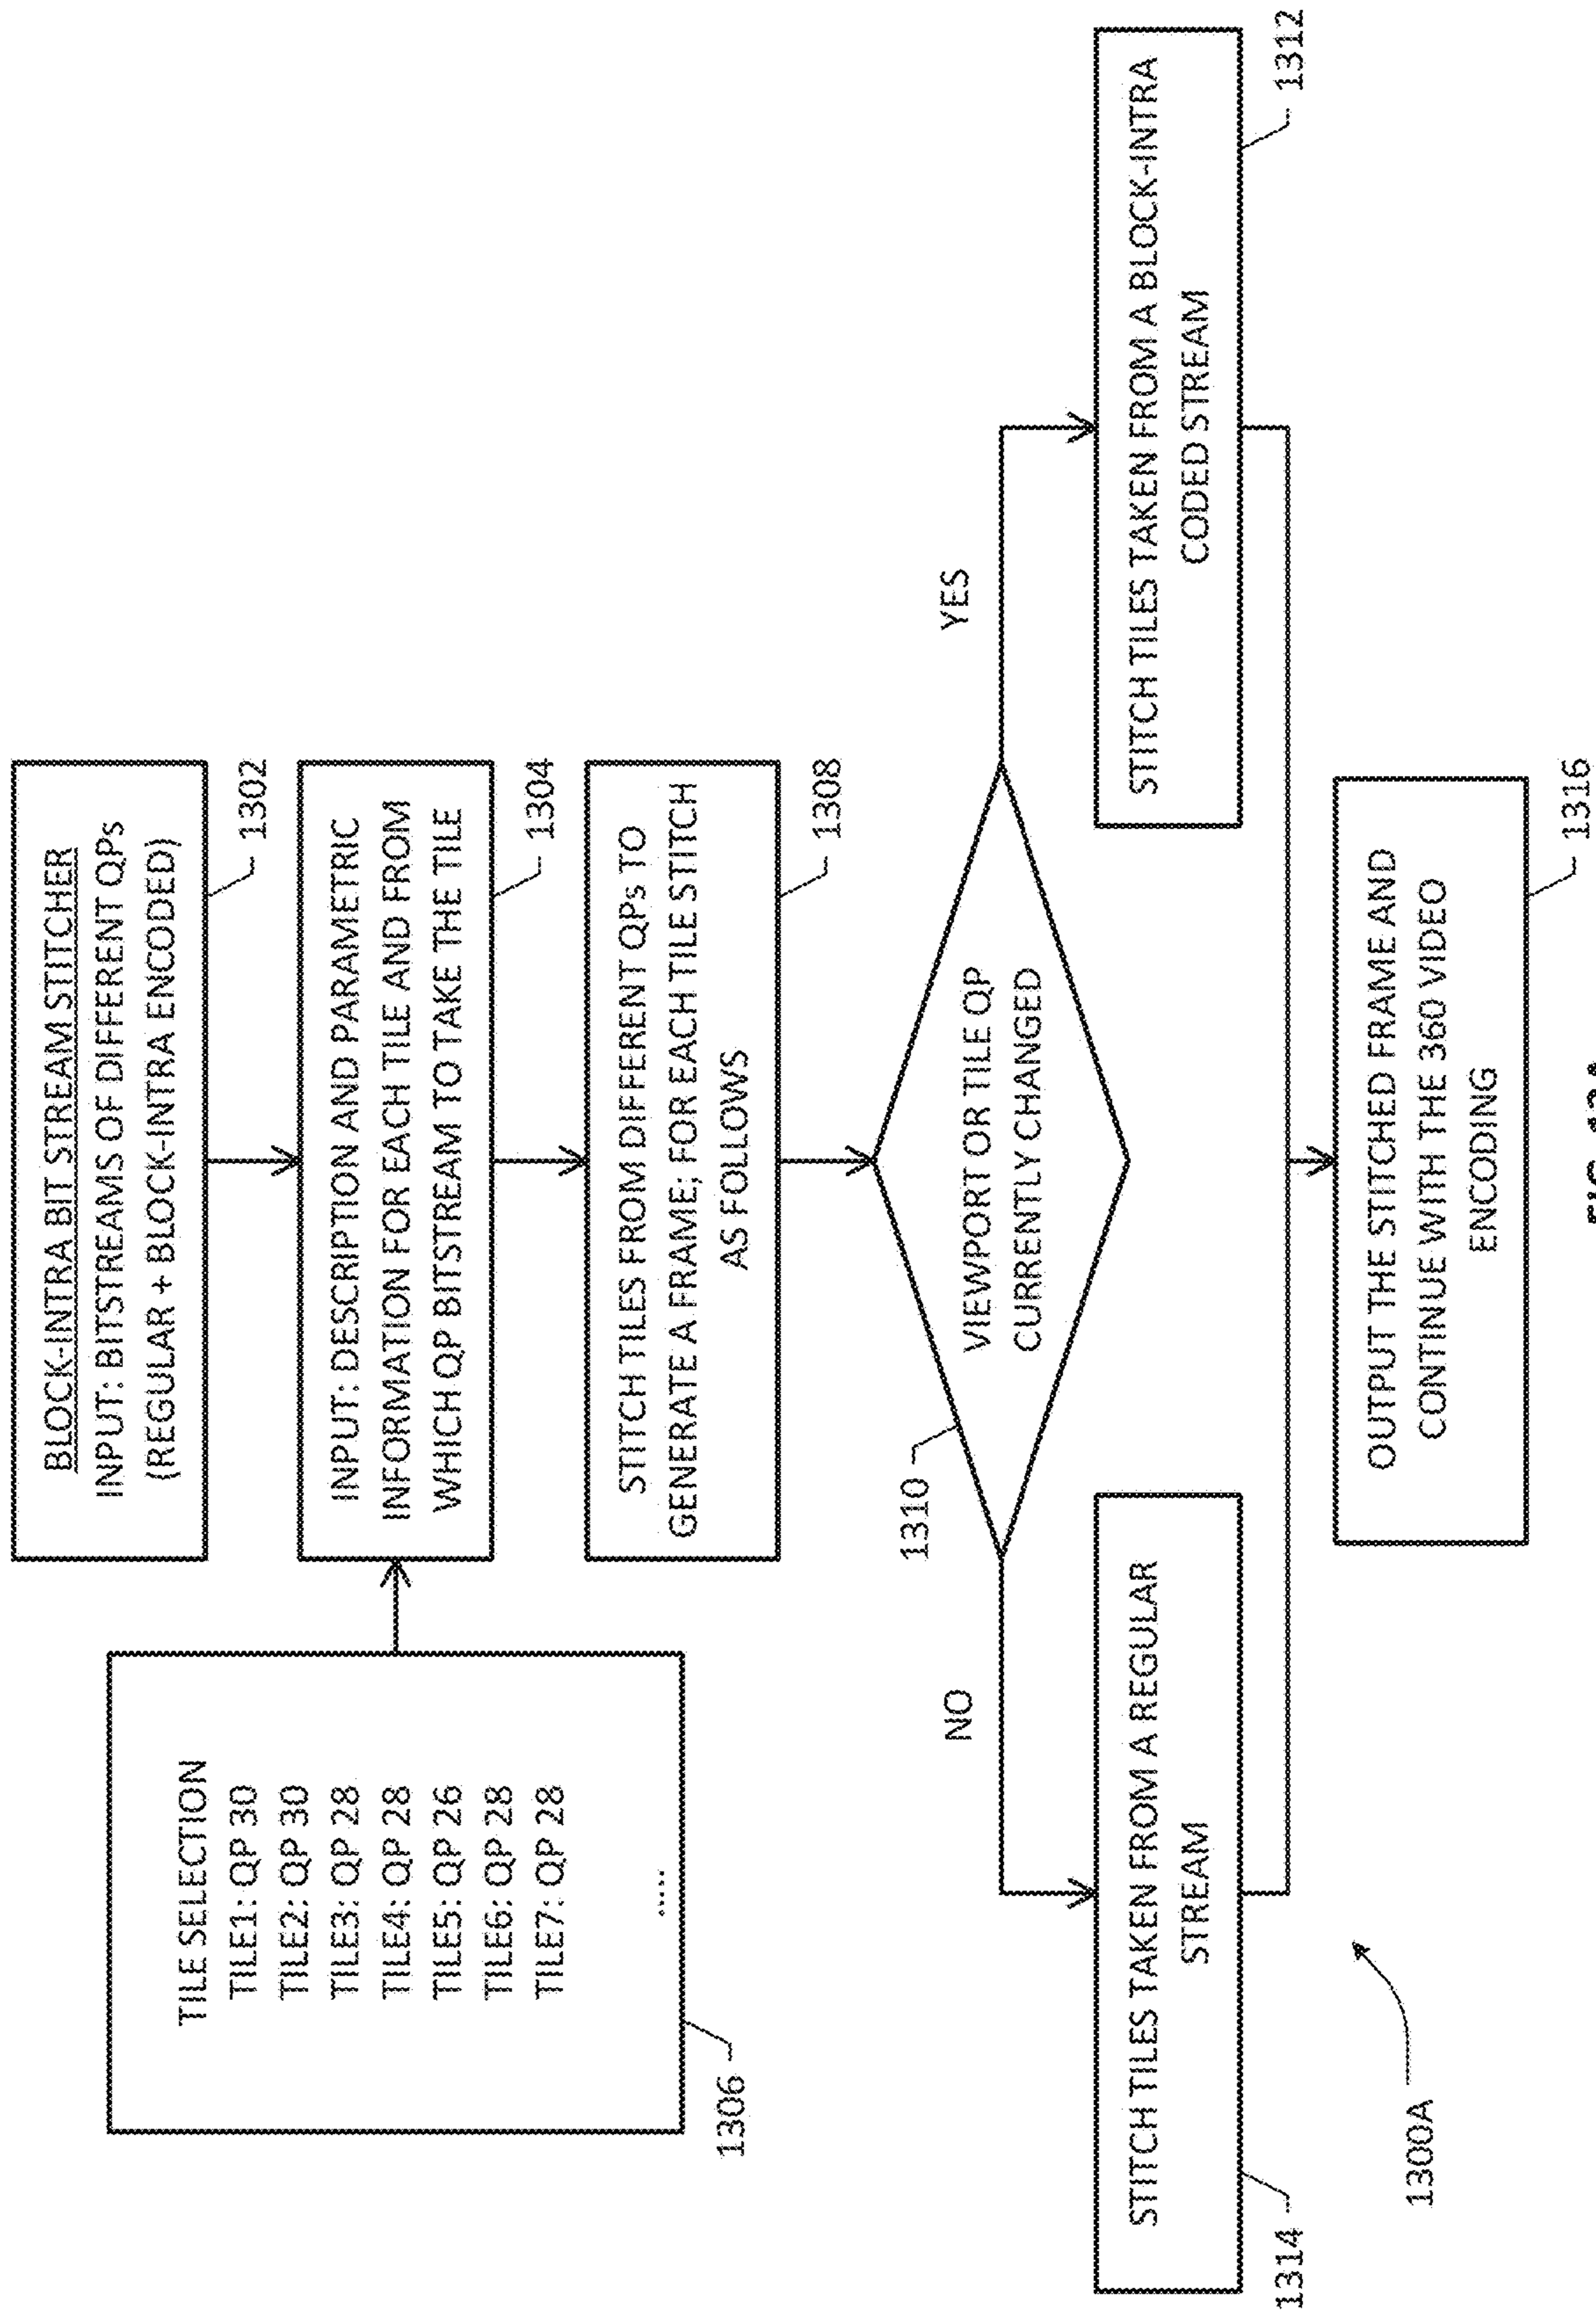 BLOCK-INTRA BIT STREAM STITCHER
INPUT: BITSTREAMS OF DIFFERENT QPs
(REGULAR + BLOCK-INTRA ENCODED)
1302
TILE SELECTION
TILE1: QP 30
TILE2: QP 30
TILE3: QP 28
TILE4: QP 28
TILE5: QP 26
TILE6: QP 28
TILE7: QP 28
.....
1306
INPUT: DESCRIPTION AND PARAMETRIC
INFORMATION FOR EACH TILE AND FROM
WHICH QP BITSTREAM TO TAKE THE TILE
1304
STITCH TILES FROM DIFFERENT QPs TO
GENERATE A FRAME; FOR EACH TILE STITCH
AS FOLLOWS
1308
1310
VIEWPORT OR TILE QP
CURRENTLY CHANGED
NO
YES
STITCH TILES TAKEN FROM A REGULAR
STREAM
1314
STITCH TILES TAKEN FROM A BLOCK-INTRA
CODED STREAM
1312
OUTPUT THE STITCHED FRAME AND
CONTINUE WITH THE 360 VIDEO
ENCODING
1316
1300A